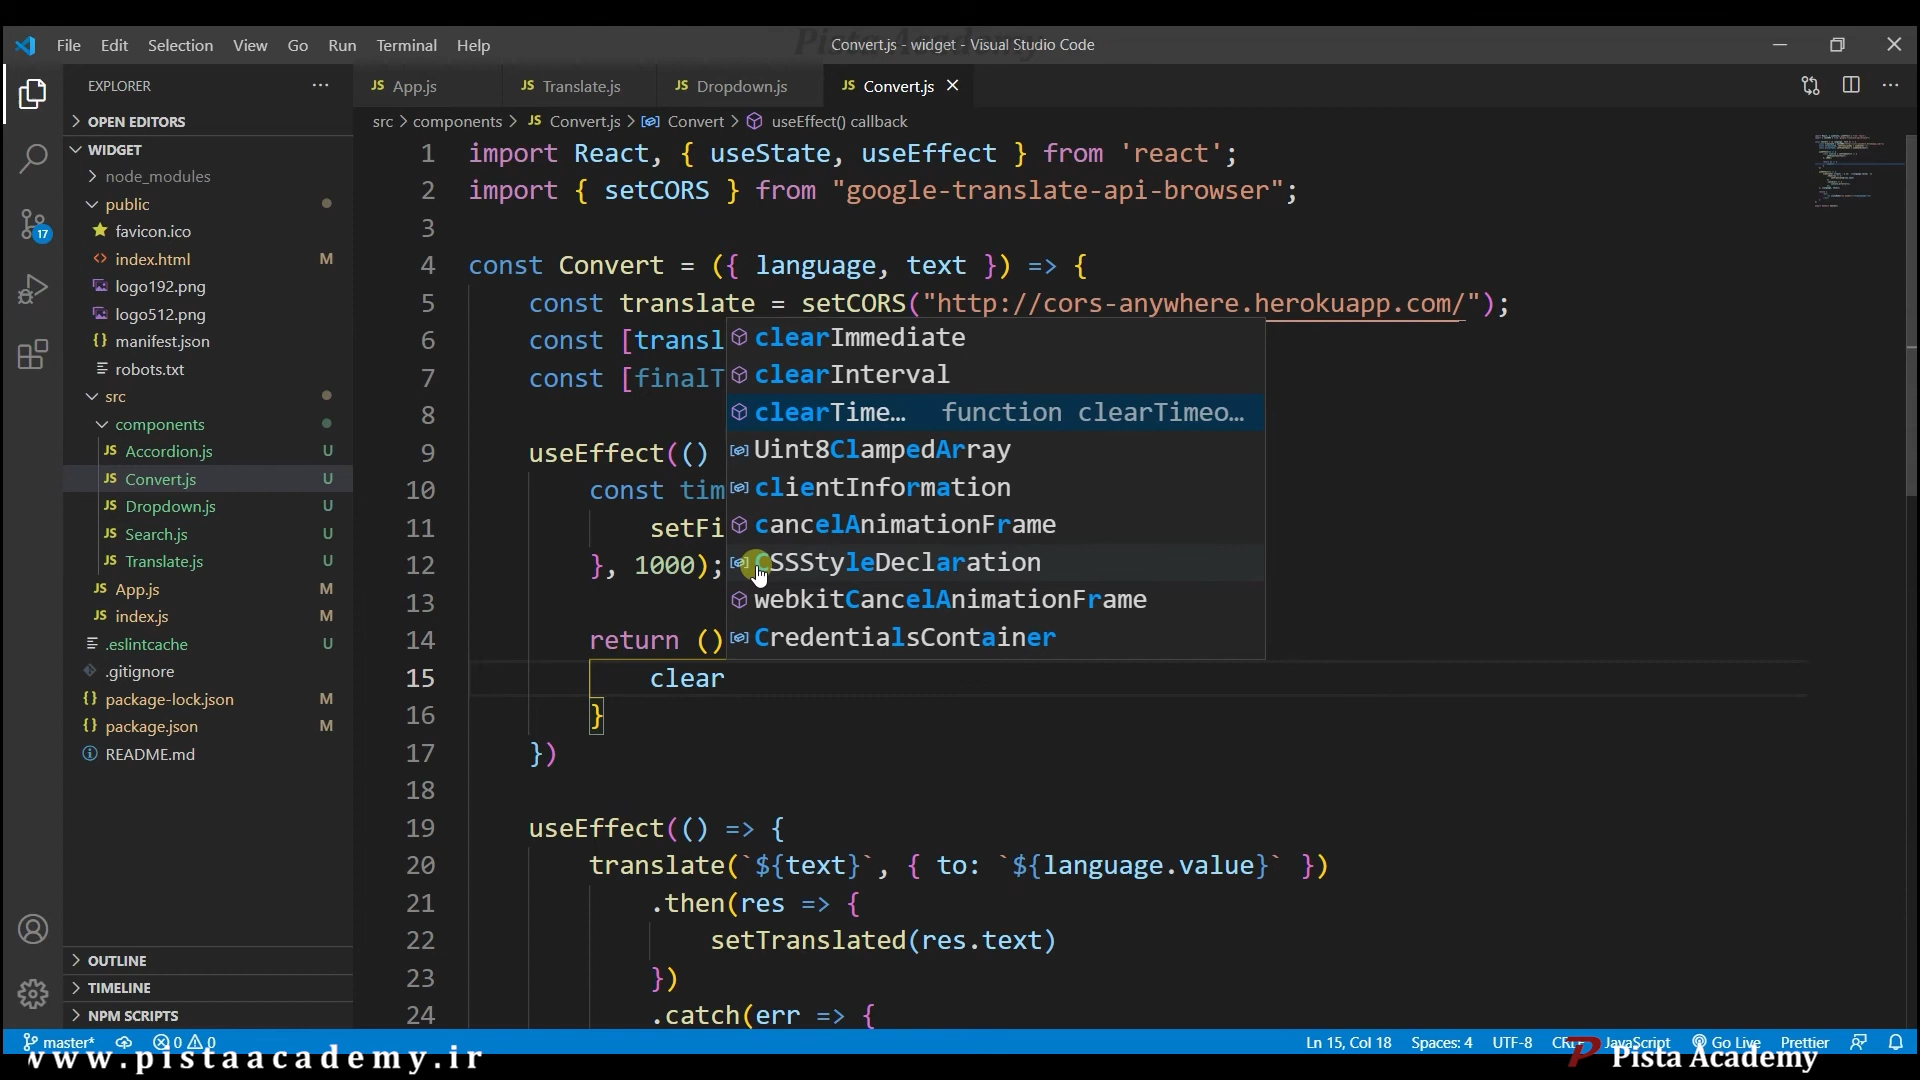 File Edit Selection View Go Run Terminal Help
Convert.js - widget - Visual Studio Code
EXPLORER
OPEN EDITORS
WIDGET
node_modules
public
favicon.ico
index.html M
logo192.png
logo512.png
manifest.json
robots.txt
src
components
Accordion.js U
Convert.js U
Dropdown.js U
Search.js U
Translate.js U
App.js M
index.js M
.eslintcache U
.gitignore
package-lock.json M
package.json M
README.md
OUTLINE
TIMELINE
NPM SCRIPTS
17
JS App.js JS Translate.js JS Dropdown.js JS Convert.js
src > components > JS Convert.js > Convert > useEffect() callback
1 import React, { useState, useEffect } from 'react';
2 import { setCORS } from "google-translate-api-browser";
3
4 const Convert = ({ language, text }) => {
5 const translate = setCORS("http://cors-anywhere.herokuapp.com/");
6 const [transl
7 const [finalT
8
9 useEffect(()
10 const tim
11 setFi
12 }, 1000);
13
14 return ()
15 clear
16 }
17 })
18
19 useEffect(() => {
20 translate(`${text}`, { to: `${language.value}` })
21 .then(res => {
22 setTranslated(res.text)
23 })
24 .catch(err => {
clearImmediate
clearInterval
clearTime… function clearTimeo…
Uint8ClampedArray
clientInformation
cancelAnimationFrame
CSSStyleDeclaration
webkitCancelAnimationFrame
CredentialsContainer
master* 0 0 Ln 15, Col 18 Spaces: 4 UTF-8 JavaScript Go Live Prettier
www.pistaacademy.ir
Pista Academy